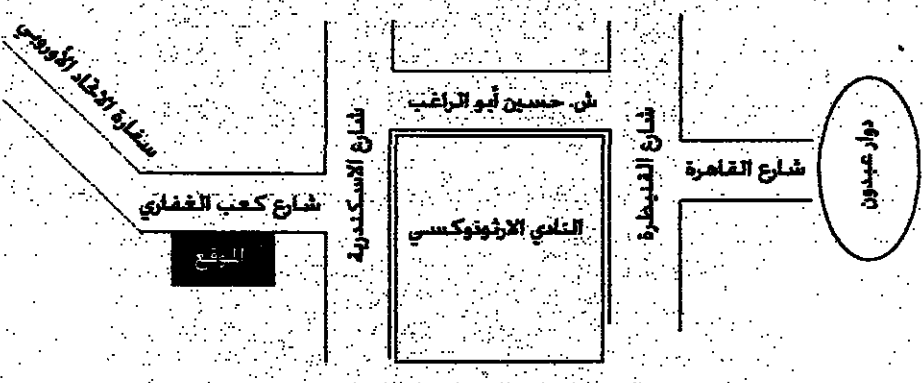 سفارة الاتحاد الأوروبي
ش. حسين أبو الراغب
شارع الاسكندرية
شارع القنيطرة
دوار عبدون
شارع القاهرة
شارع كعب الغفاري
النادي الارثوذوكسي
الموقع